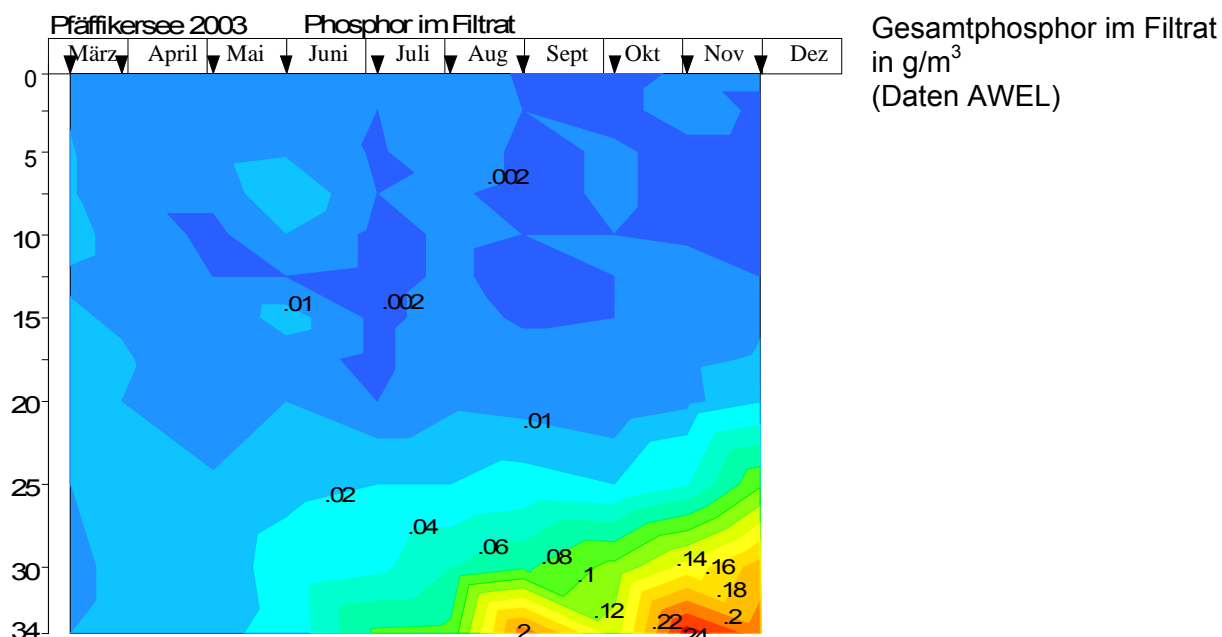 Pfäffikersee 2003 Phosphor im Filtrat
März April Mai Juni Juli Aug Sept Okt Nov Dez
Gesamtphosphor im Filtrat
in g/m³
(Daten AWEL)
0
5
.002
10
.01 .002
15
20
.01
25
.02
.04
.06 .08 .14 .16
30
.1 .18
.12 .22 .2
34
.2 .24